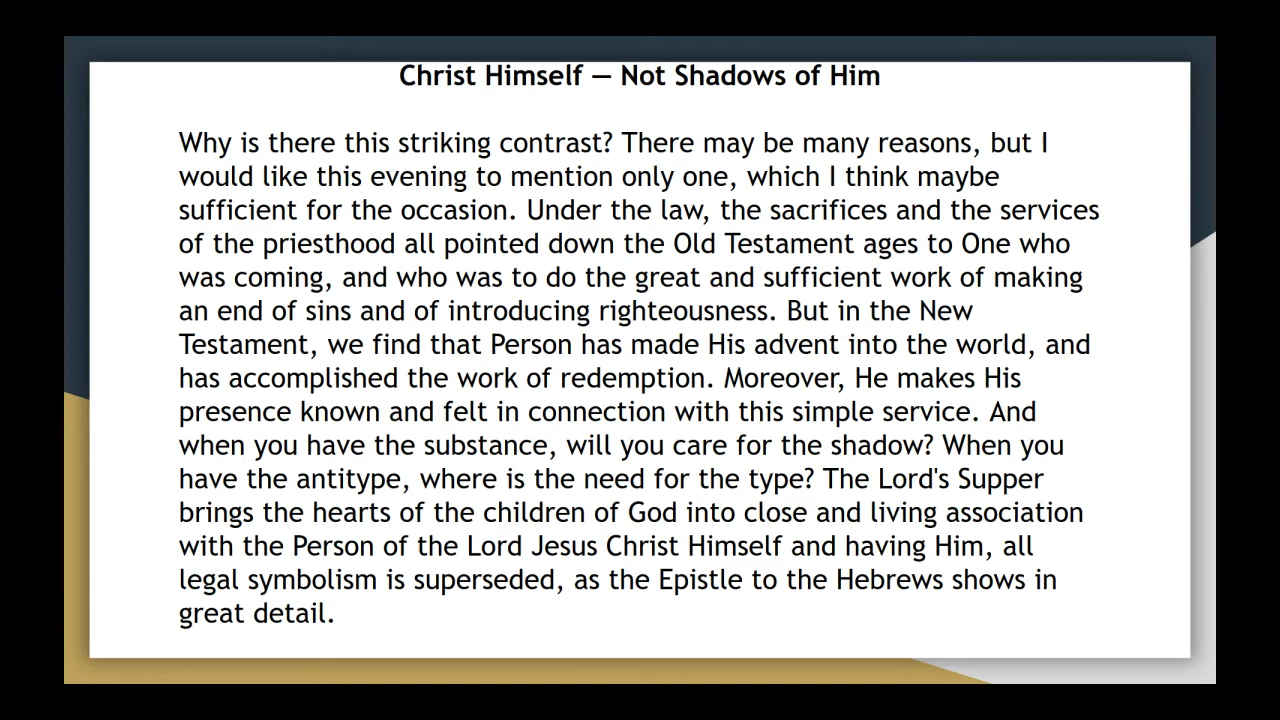 Christ Himself — Not Shadows of Him
Why is there this striking contrast? There may be many reasons, but I
would like this evening to mention only one, which I think maybe
sufficient for the occasion. Under the law, the sacrifices and the services
of the priesthood all pointed down the Old Testament ages to One who
was coming, and who was to do the great and sufficient work of making
an end of sins and of introducing righteousness. But in the New
Testament, we find that Person has made His advent into the world, and
has accomplished the work of redemption. Moreover, He makes His
presence known and felt in connection with this simple service. And
when you have the substance, will you care for the shadow? When you
have the antitype, where is the need for the type? The Lord's Supper
brings the hearts of the children of God into close and living association
with the Person of the Lord Jesus Christ Himself and having Him, all
legal symbolism is superseded, as the Epistle to the Hebrews shows in
great detail.